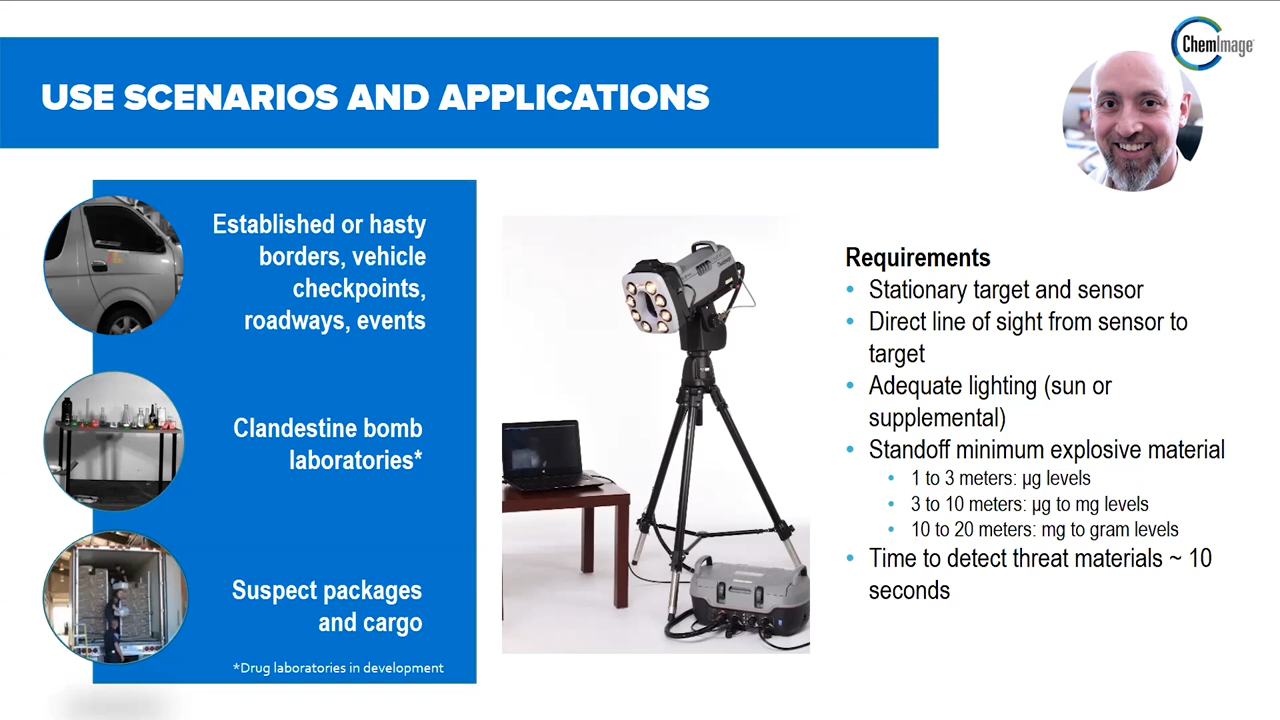 ChemImage
USE SCENARIOS AND APPLICATIONS
Established or hasty
borders, vehicle
checkpoints,
roadways, events
Clandestine bomb
laboratories*
Suspect packages
and cargo
*Drug laboratories in development
Requirements
• Stationary target and sensor
• Direct line of sight from sensor to
target
• Adequate lighting (sun or
supplemental)
• Standoff minimum explosive material
• 1 to 3 meters: µg levels
• 3 to 10 meters: µg to mg levels
• 10 to 20 meters: mg to gram levels
• Time to detect threat materials ~ 10
seconds